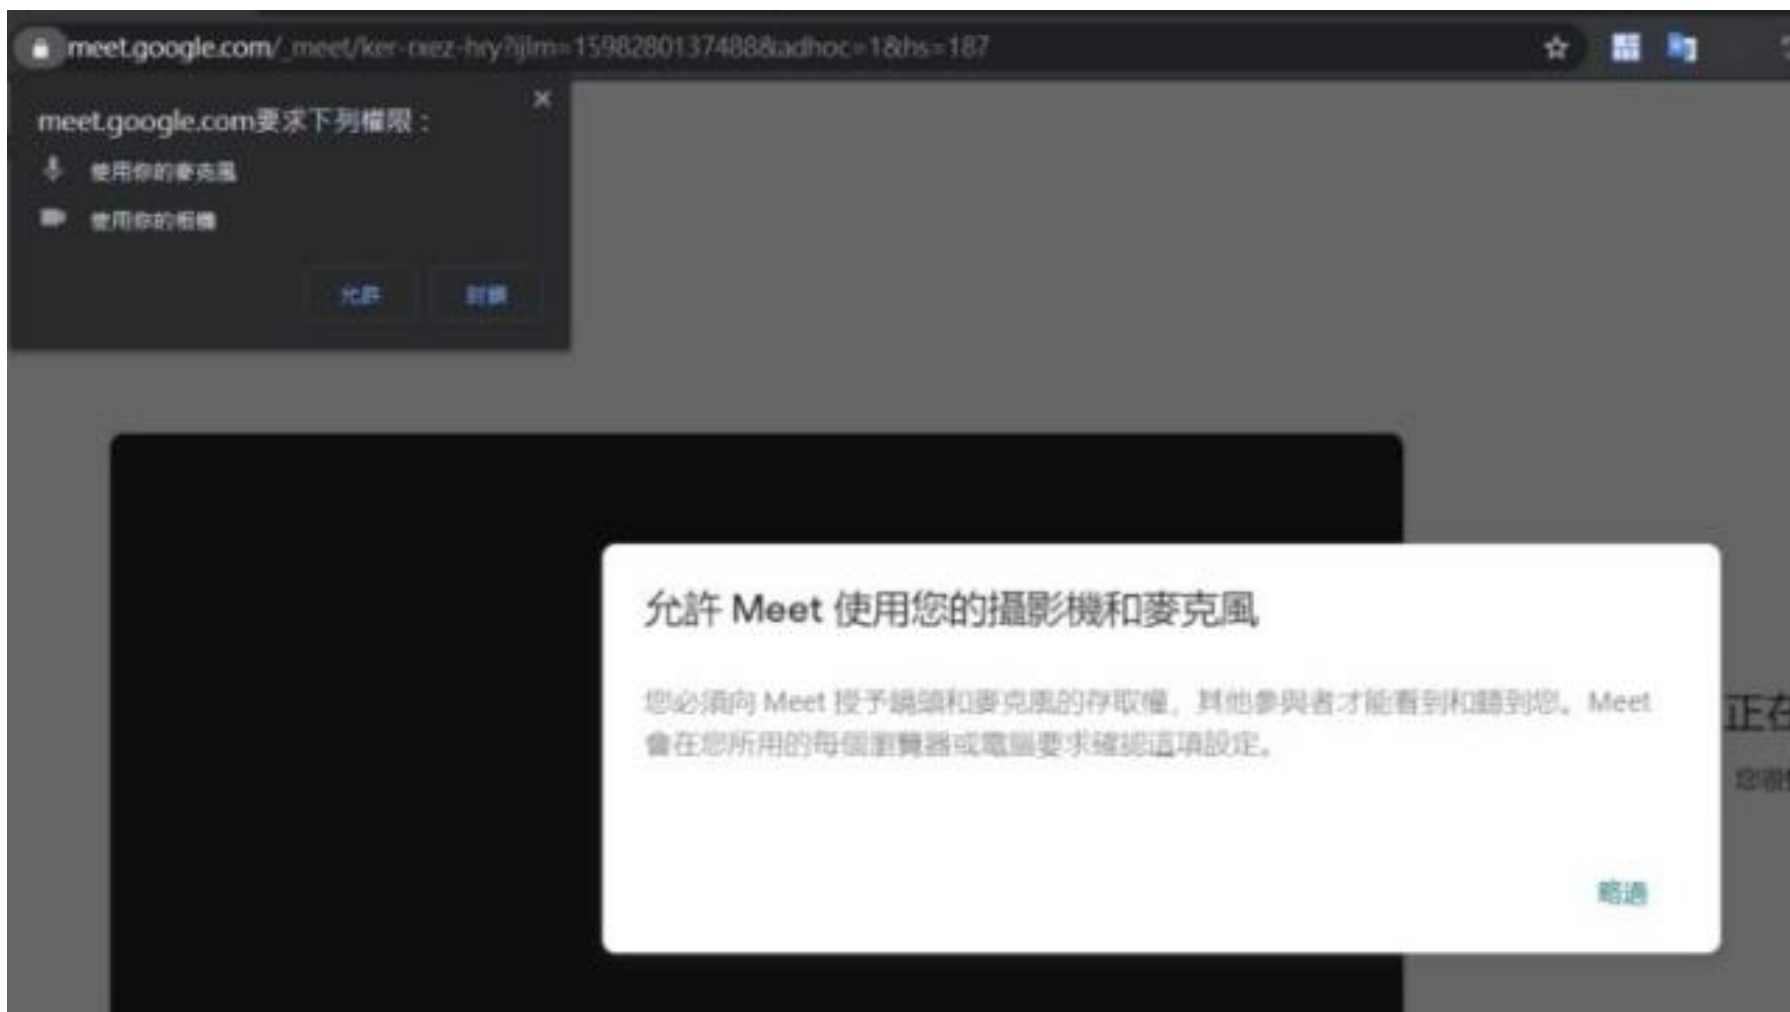 meet.google.com/_meet/ker-nxez-hry?ijlm=1598280137488&adhoc=1&hs=187
meet.google.com要求下列權限：
使用你的麥克風
使用你的相機
允許 封鎖
允許 Meet 使用您的攝影機和麥克風
您必須向 Meet 授予鏡頭和麥克風的存取權，其他參與者才能看到和聽到您。Meet
會在您所用的每個瀏覽器或電腦要求確認這項設定。
正在
略過